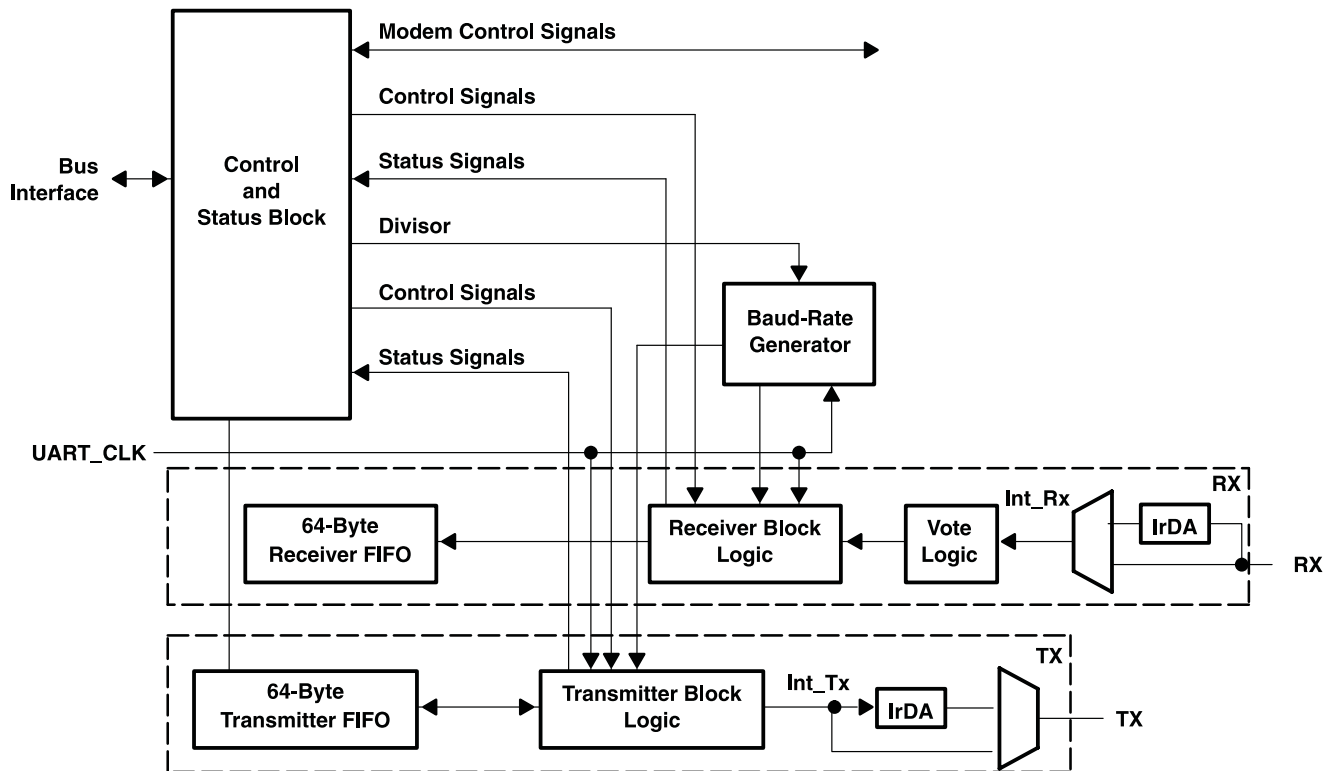 Modem Control Signals
Control Signals
Bus
Interface
Control
and
Status Block
Status Signals
Divisor
Control Signals
Baud-Rate
Generator
Status Signals
UART_CLK
RX
Int_Rx
64-Byte
Receiver FIFO
Receiver Block
Logic
Vote
Logic
IrDA
RX
TX
64-Byte
Transmitter FIFO
Transmitter Block
Logic
Int_Tx
IrDA
TX